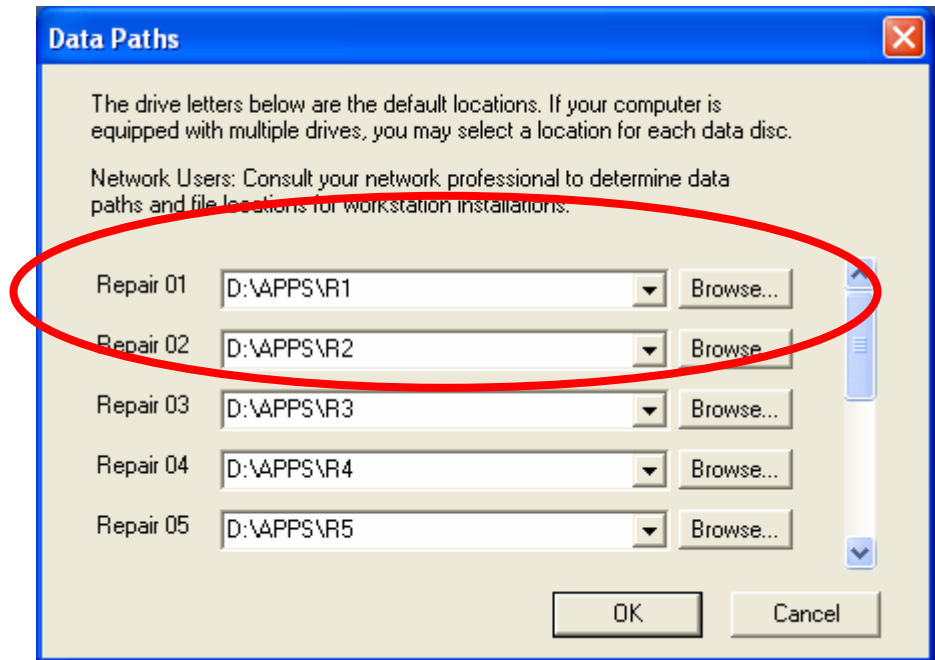 Data Paths
The drive letters below are the default locations. If your computer is
equipped with multiple drives, you may select a location for each data disc.
Network Users: Consult your network professional to determine data
paths and file locations for workstation installations.
Repair 01 D:\APPS\R1 Browse...
Repair 02 D:\APPS\R2 Browse...
Repair 03 D:\APPS\R3 Browse...
Repair 04 D:\APPS\R4 Browse...
Repair 05 D:\APPS\R5 Browse...
OK Cancel